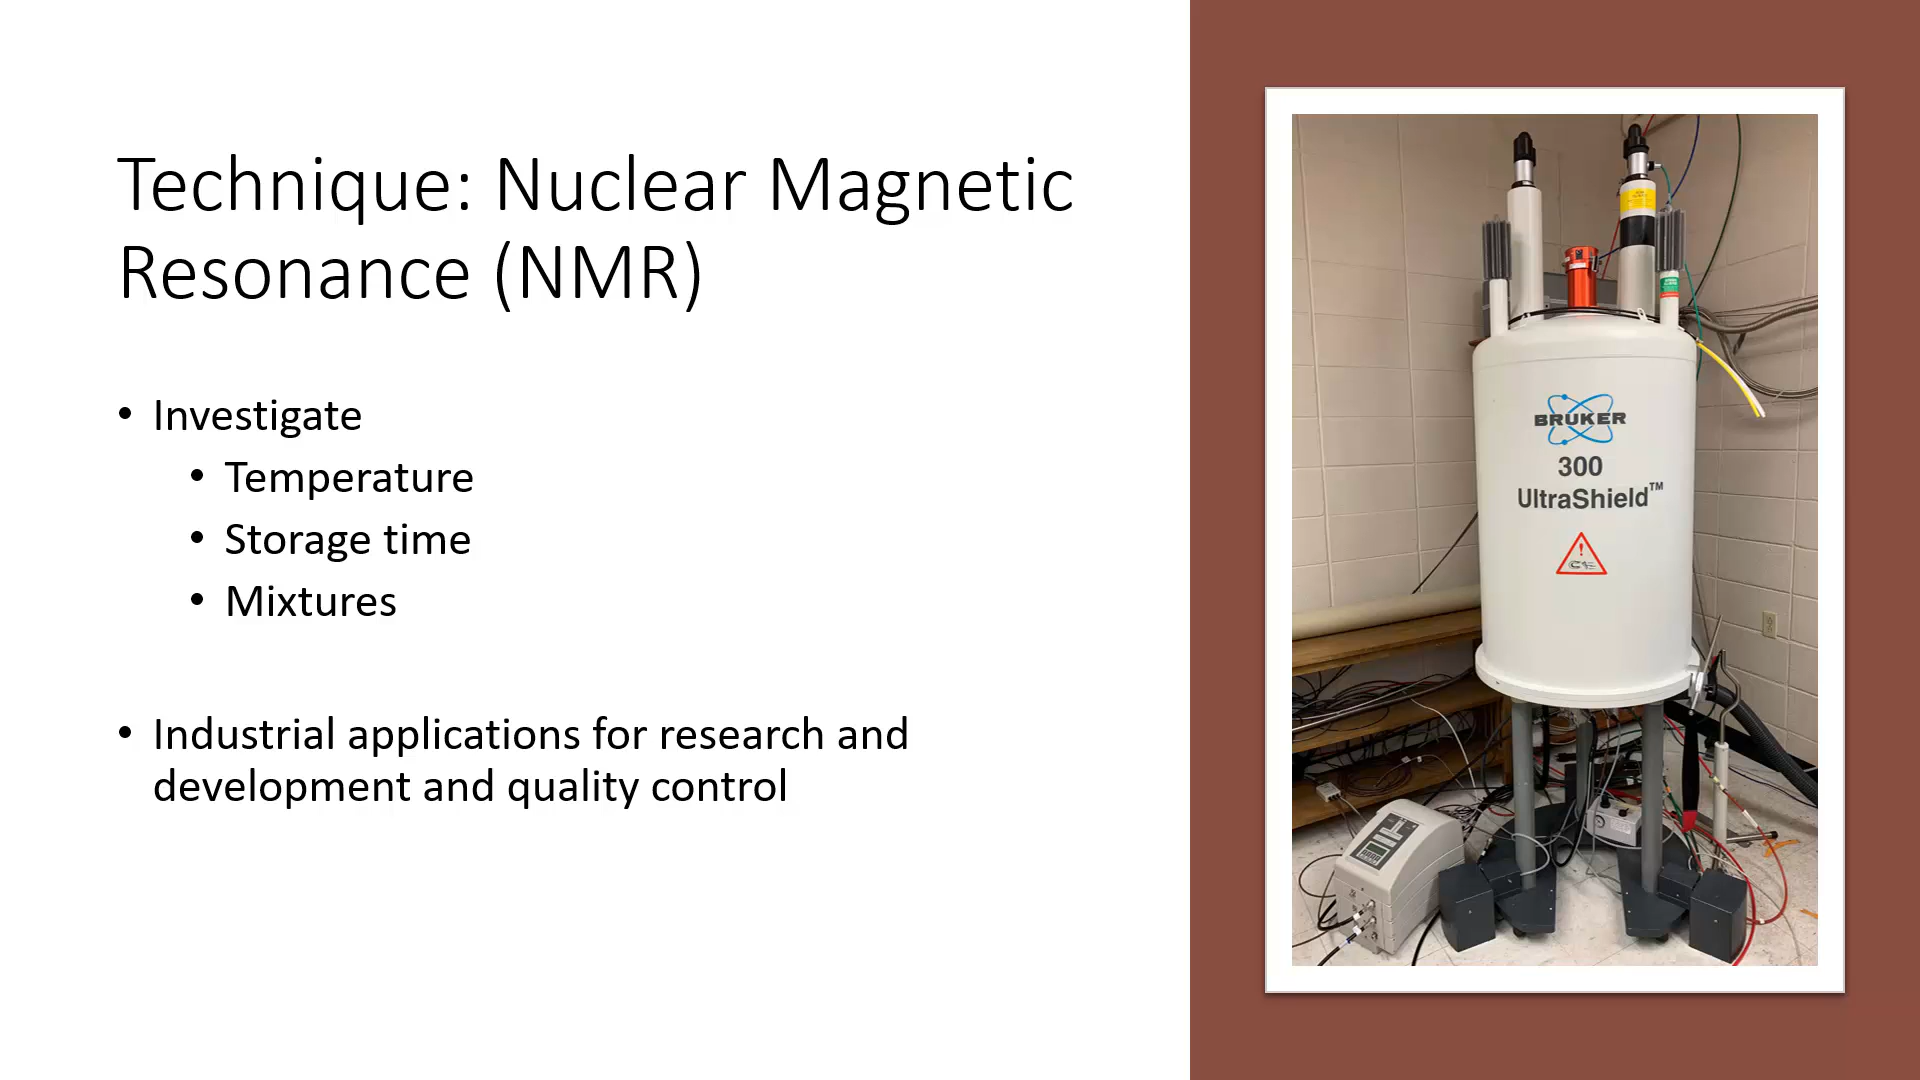 Technique: Nuclear Magnetic
Resonance (NMR)
• Investigate
• Temperature
• Storage time
• Mixtures
• Industrial applications for research and
development and quality control
BRUKER
300
UltraShield™